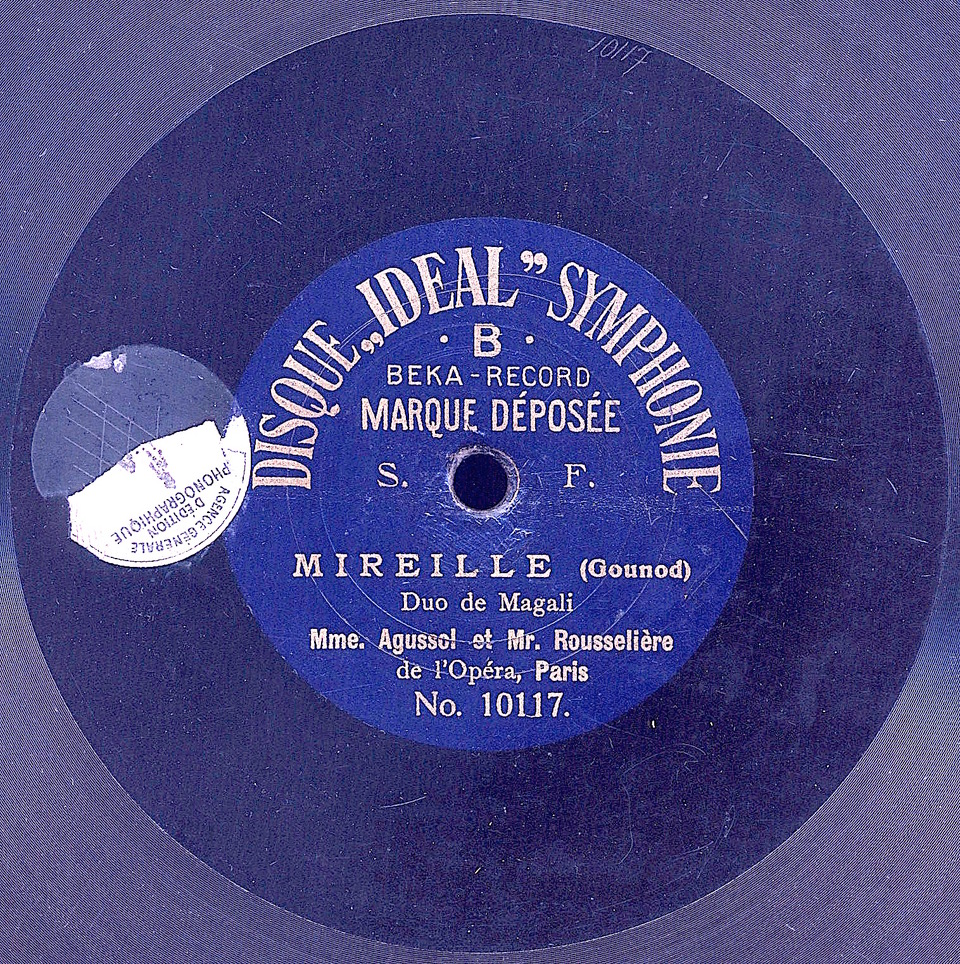 10117
DISQUE „IDEAL” SYMPHONIE
· B ·
BEKA-RECORD
MARQUE DÉPOSÉE
S. F.
MIREILLE (Gounod)
Duo de Magali
Mme. Agussol et Mr. Rousselière
de l'Opéra, Paris
No. 10117.
AGENCE GÉNÉRALE
D'ÉDITION
PHONOGRAPHIQUE